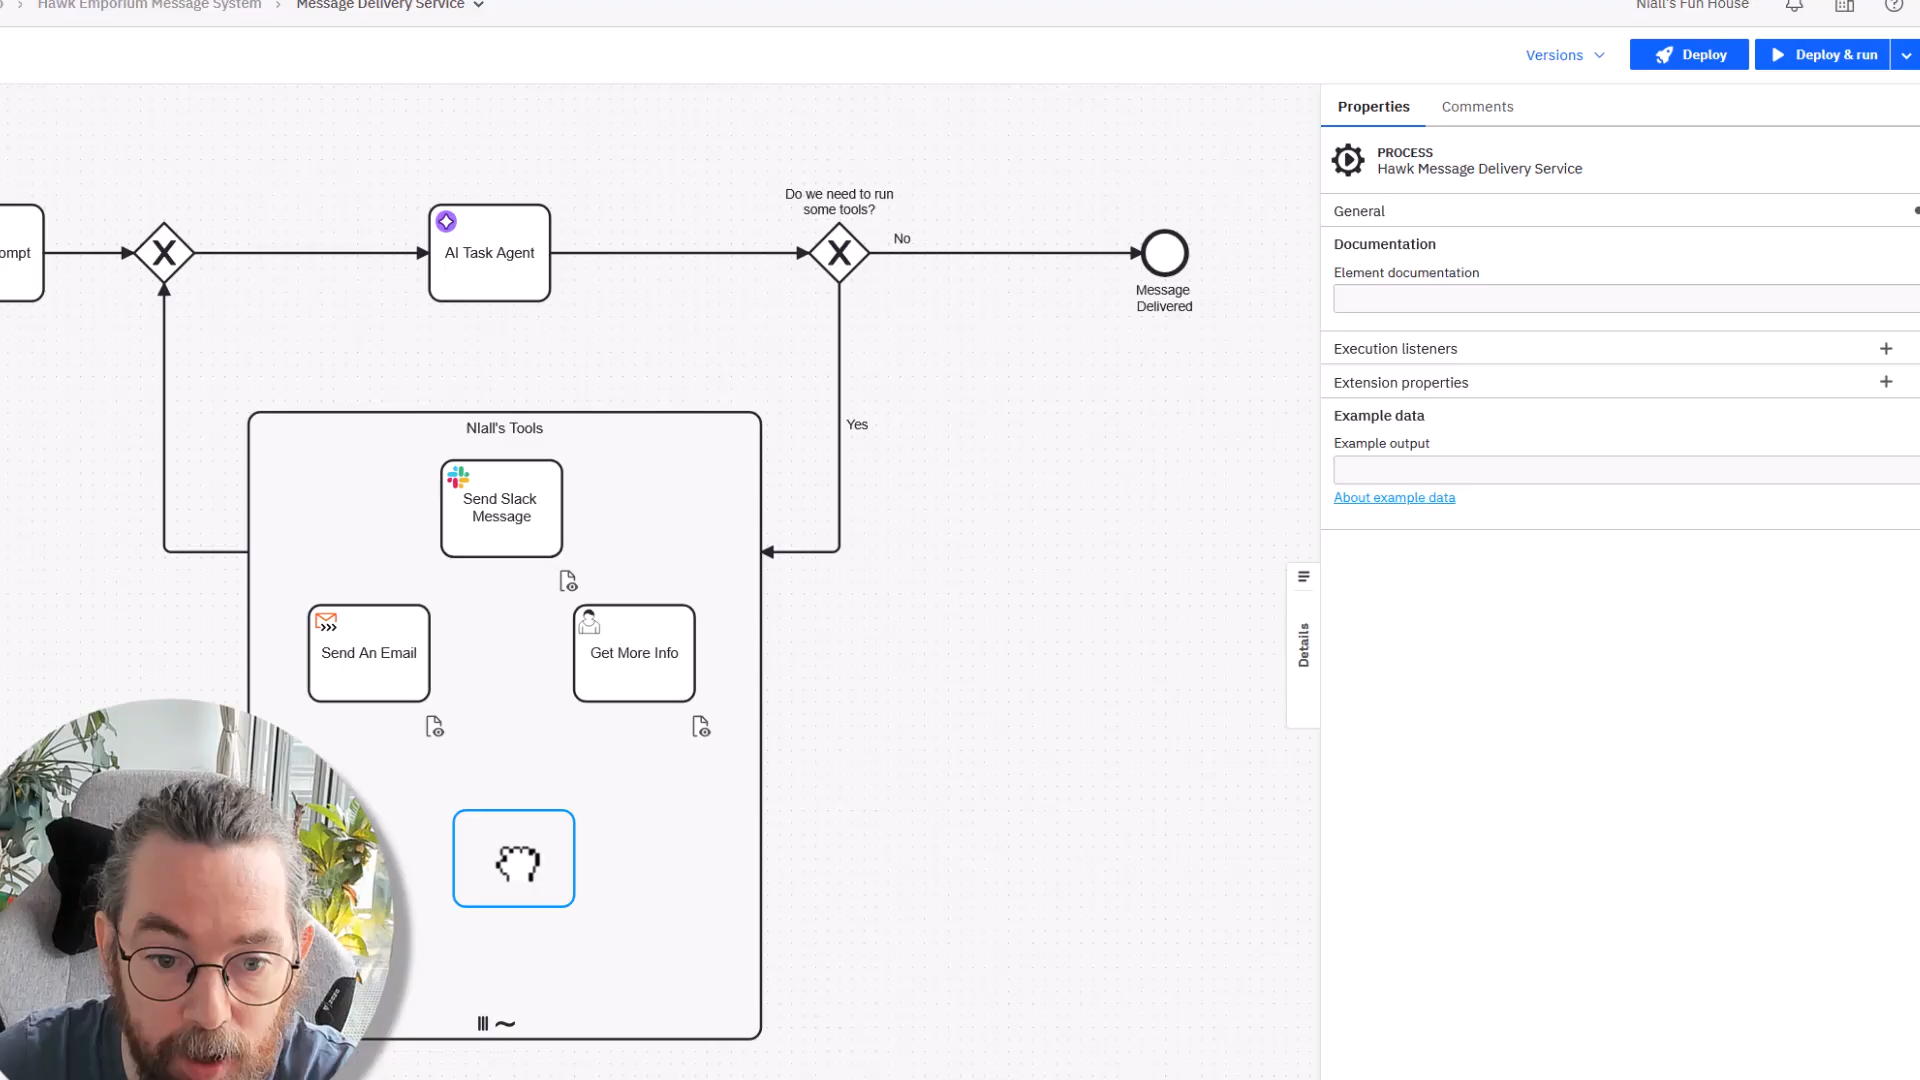 Hawk Emporium Message System > Message Delivery Service
Niall's Fun House
Versions
Deploy
Deploy & run
Properties
Comments
PROCESS
Hawk Message Delivery Service
General
Documentation
Element documentation
Execution listeners
Extension properties
Example data
Example output
About example data
Details
ompt
AI Task Agent
Do we need to run
some tools?
No
Message
Delivered
Yes
NIall's Tools
Send Slack
Message
Send An Email
Get More Info